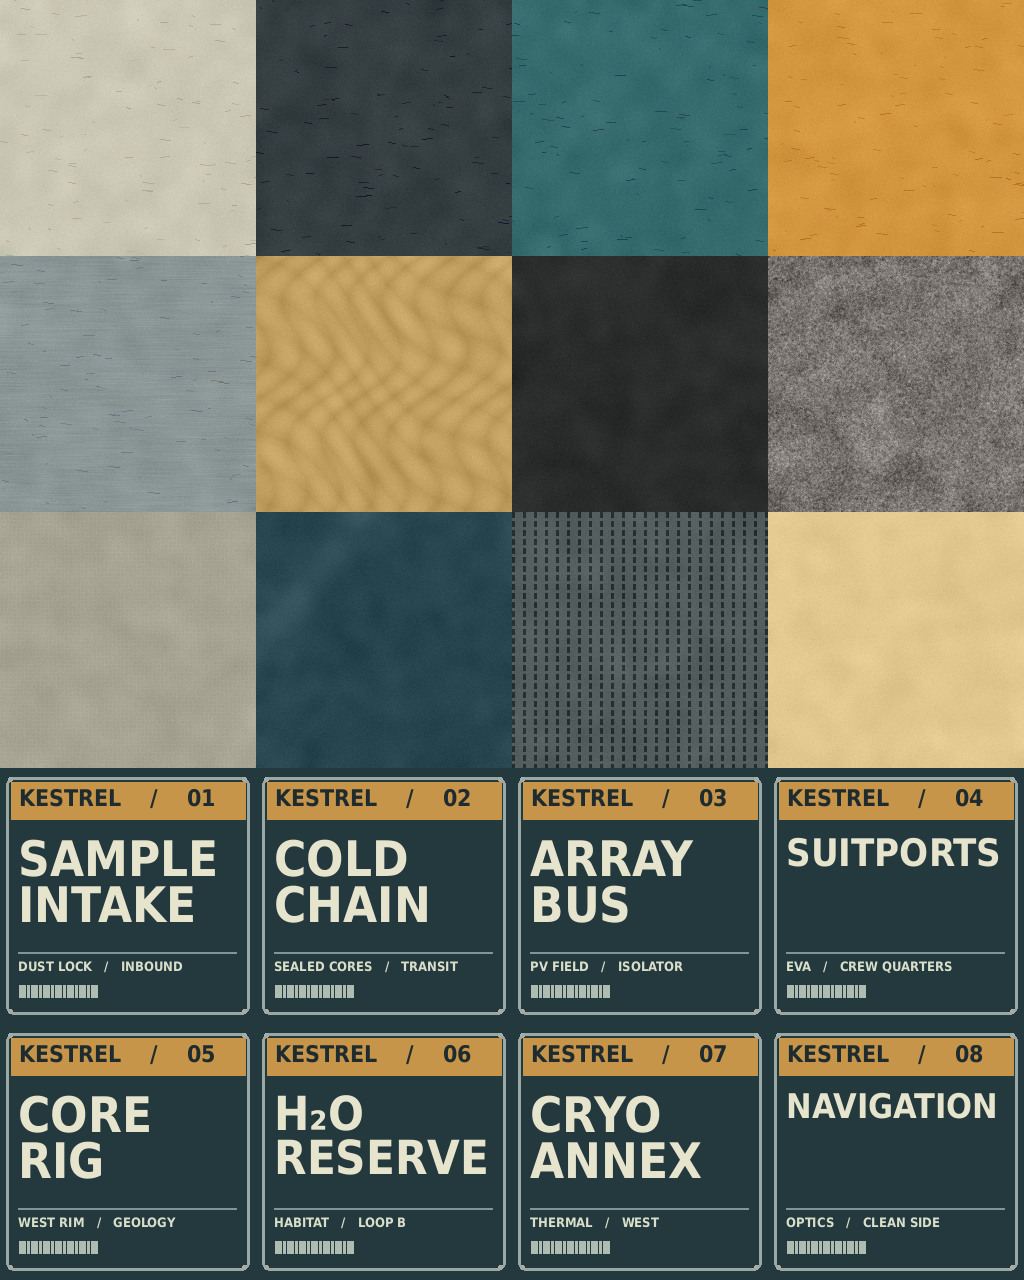 KESTREL / 01
SAMPLE
INTAKE
DUST LOCK / INBOUND
KESTREL / 02
COLD
CHAIN
SEALED CORES / TRANSIT
KESTREL / 03
ARRAY
BUS
PV FIELD / ISOLATOR
KESTREL / 04
SUITPORTS
EVA / CREW QUARTERS
KESTREL / 05
CORE
RIG
WEST RIM / GEOLOGY
KESTREL / 06
H₂O
RESERVE
HABITAT / LOOP B
KESTREL / 07
CRYO
ANNEX
THERMAL / WEST
KESTREL / 08
NAVIGATION
OPTICS / CLEAN SIDE